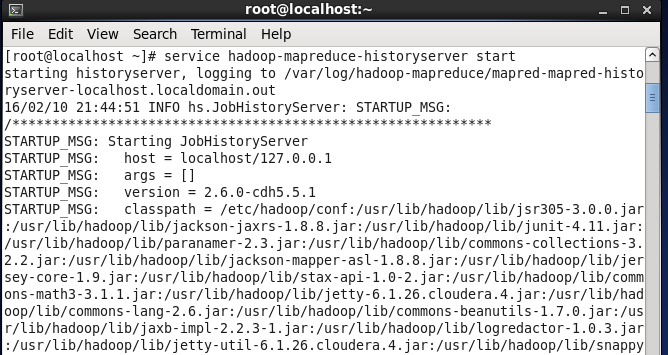 root@localhost:~
File Edit View Search Terminal Help
[root@localhost ~]# service hadoop-mapreduce-historyserver start
starting historyserver, logging to /var/log/hadoop-mapreduce/mapred-mapred-histo
ryserver-localhost.localdomain.out
16/02/10 21:44:51 INFO hs.JobHistoryServer: STARTUP_MSG:
/************************************************************
STARTUP_MSG: Starting JobHistoryServer
STARTUP_MSG:   host = localhost/127.0.0.1
STARTUP_MSG:   args = []
STARTUP_MSG:   version = 2.6.0-cdh5.5.1
STARTUP_MSG:   classpath = /etc/hadoop/conf:/usr/lib/hadoop/lib/jsr305-3.0.0.jar
:/usr/lib/hadoop/lib/jackson-jaxrs-1.8.8.jar:/usr/lib/hadoop/lib/junit-4.11.jar:
/usr/lib/hadoop/lib/paranamer-2.3.jar:/usr/lib/hadoop/lib/commons-collections-3.
2.2.jar:/usr/lib/hadoop/lib/jackson-mapper-asl-1.8.8.jar:/usr/lib/hadoop/lib/jer
sey-core-1.9.jar:/usr/lib/hadoop/lib/stax-api-1.0-2.jar:/usr/lib/hadoop/lib/comm
ons-math3-3.1.1.jar:/usr/lib/hadoop/lib/jetty-6.1.26.cloudera.4.jar:/usr/lib/had
oop/lib/commons-lang-2.6.jar:/usr/lib/hadoop/lib/commons-beanutils-1.7.0.jar:/us
r/lib/hadoop/lib/jaxb-impl-2.2.3-1.jar:/usr/lib/hadoop/lib/logredactor-1.0.3.jar
:/usr/lib/hadoop/lib/jetty-util-6.1.26.cloudera.4.jar:/usr/lib/hadoop/lib/snappy